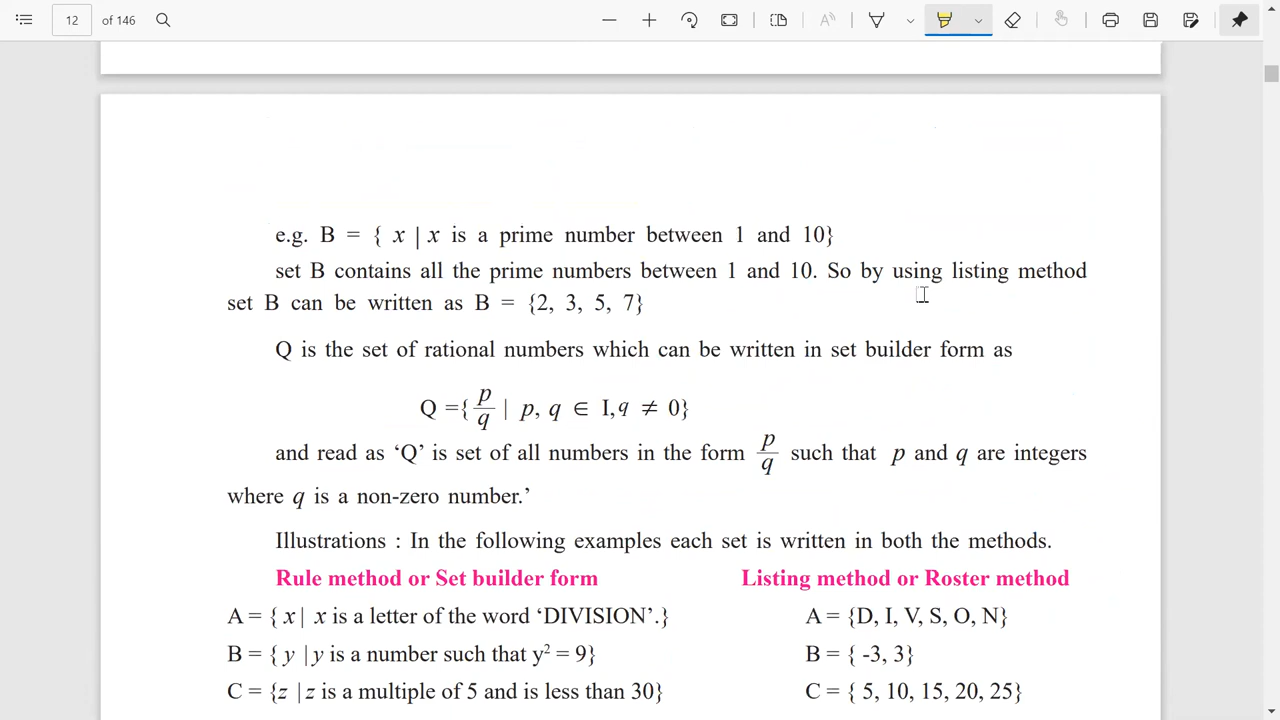 12 of 146
e.g. B = { x | x is a prime number between 1 and 10}
set B contains all the prime numbers between 1 and 10. So by using listing method
set B can be written as B = {2, 3, 5, 7}
Q is the set of rational numbers which can be written in set builder form as
Q ={p/q | p, q ∈ I, q ≠ 0}
and read as ‘Q’ is set of all numbers in the form p/q such that p and q are integers
where q is a non-zero number.’
Illustrations : In the following examples each set is written in both the methods.
Rule method or Set builder form Listing method or Roster method
A = { x | x is a letter of the word ‘DIVISION’.} A = {D, I, V, S, O, N}
B = { y | y is a number such that y² = 9} B = { -3, 3}
C = {z | z is a multiple of 5 and is less than 30} C = { 5, 10, 15, 20, 25}